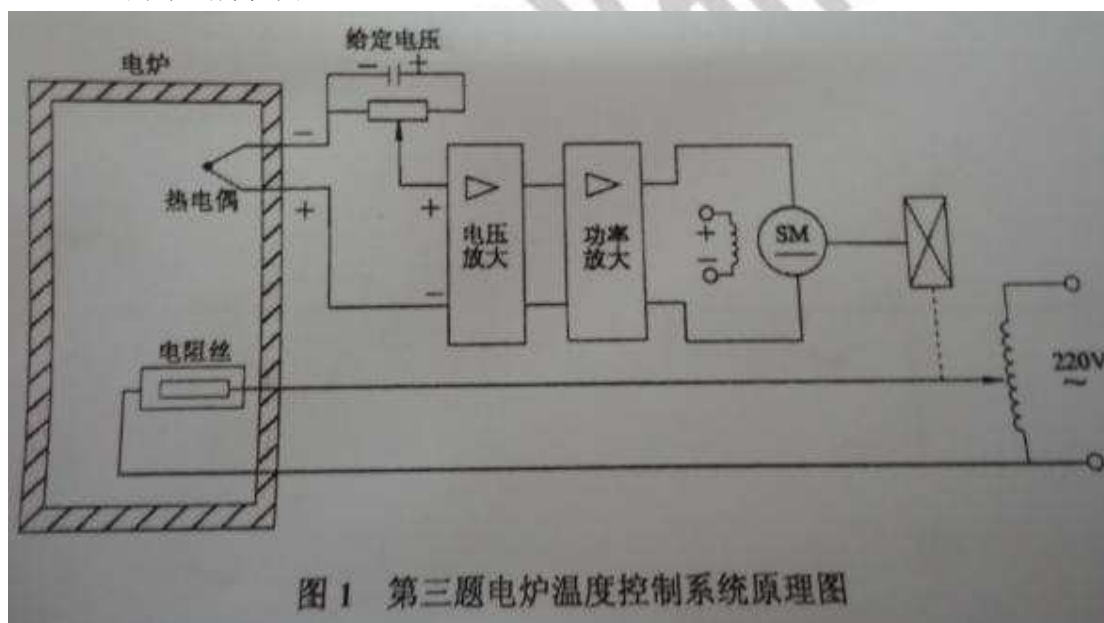 给定电压
− +
电炉
−
热电偶
+
+
电压
放大
−
功率
放大
+
−
SM
电阻丝
220V
~
图 1 第三题电炉温度控制系统原理图